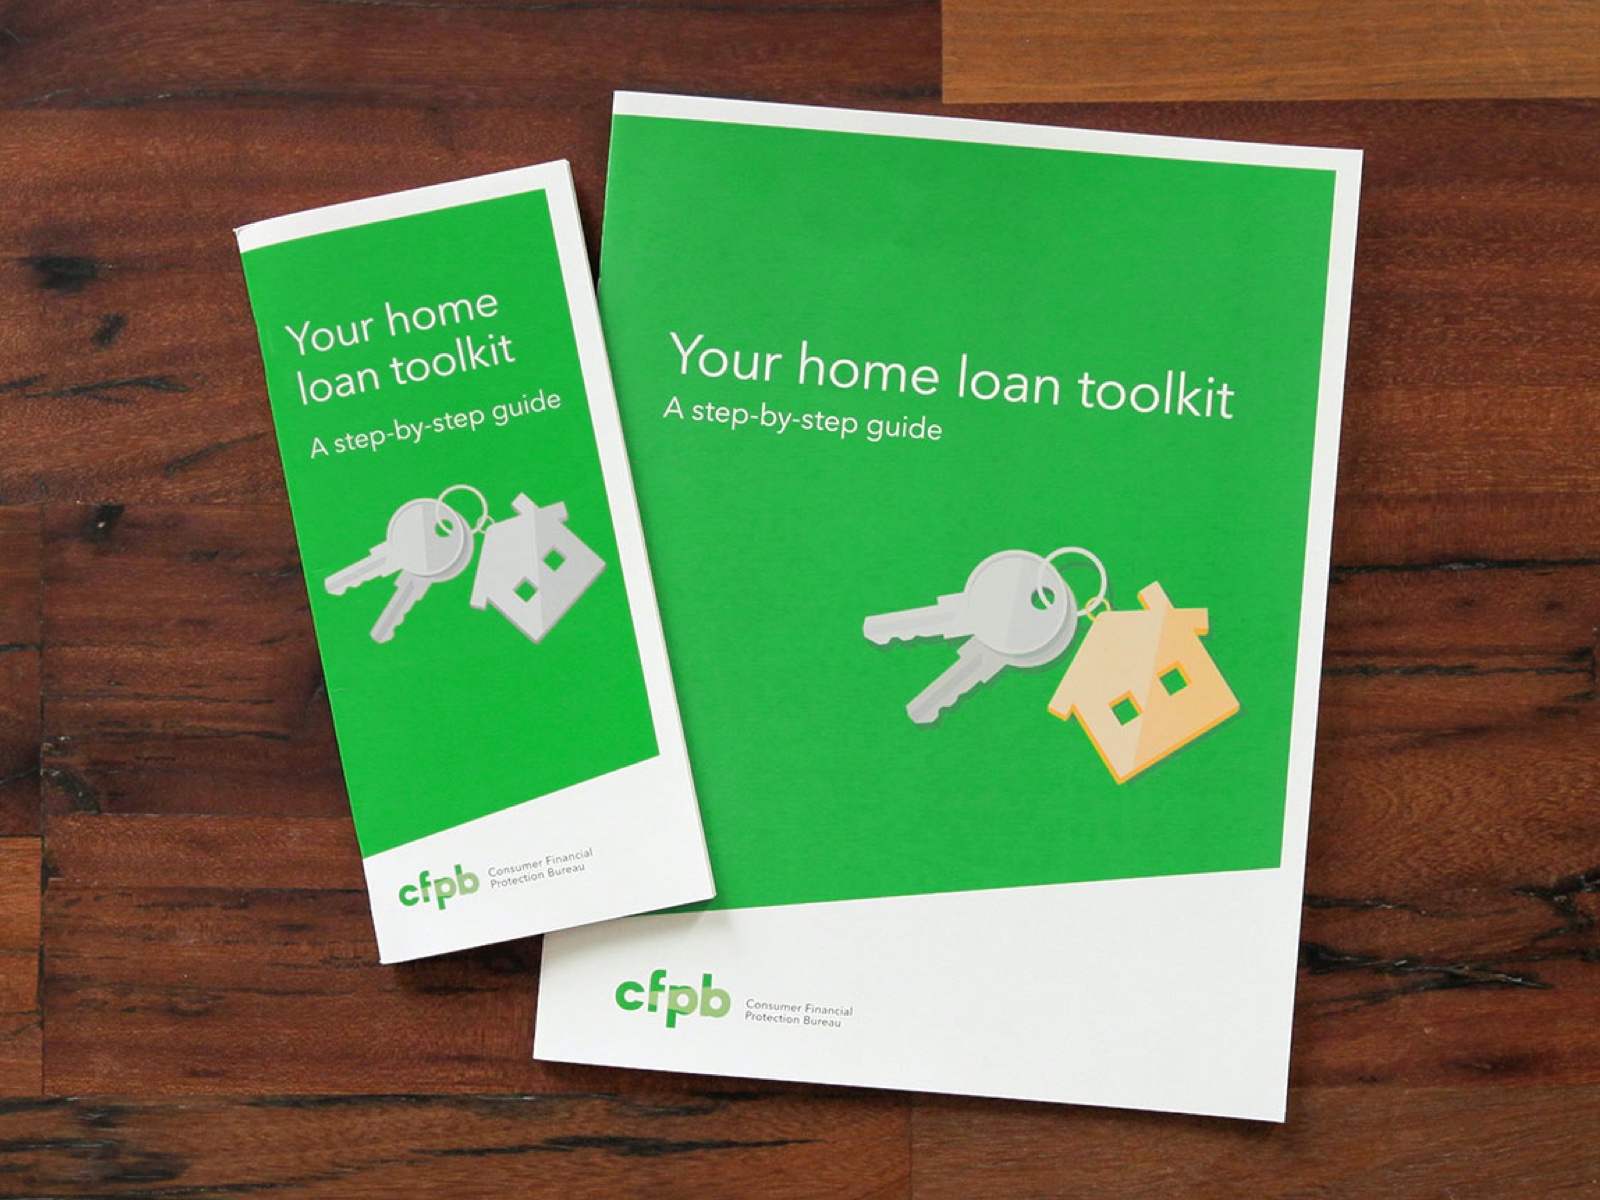 Your home
loan toolkit
A step-by-step guide
cfpb
Consumer Financial
Protection Bureau
Your home loan toolkit
A step-by-step guide
cfpb
Consumer Financial
Protection Bureau